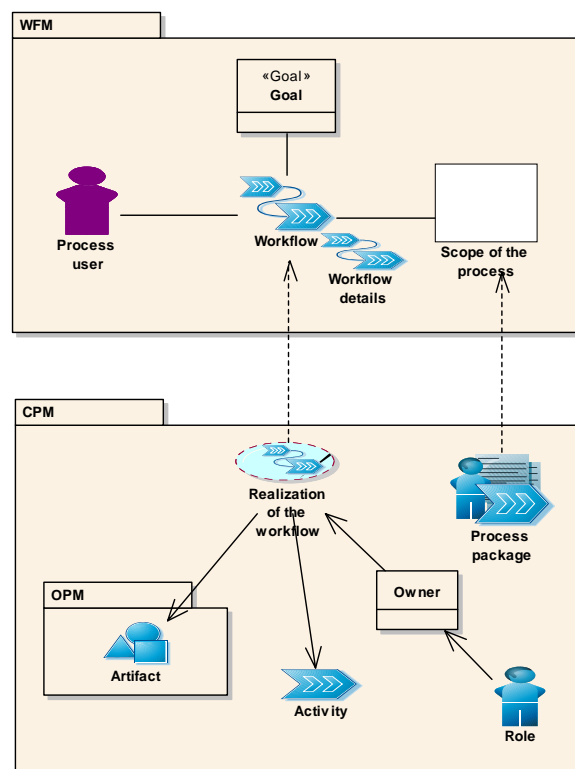 WFM
«Goal»
Goal
Process
user
Workflow
Workflow
details
Scope of the
process
CPM
Realization
of the
workflow
Process
package
OPM
Artifact
Owner
Activity
Role